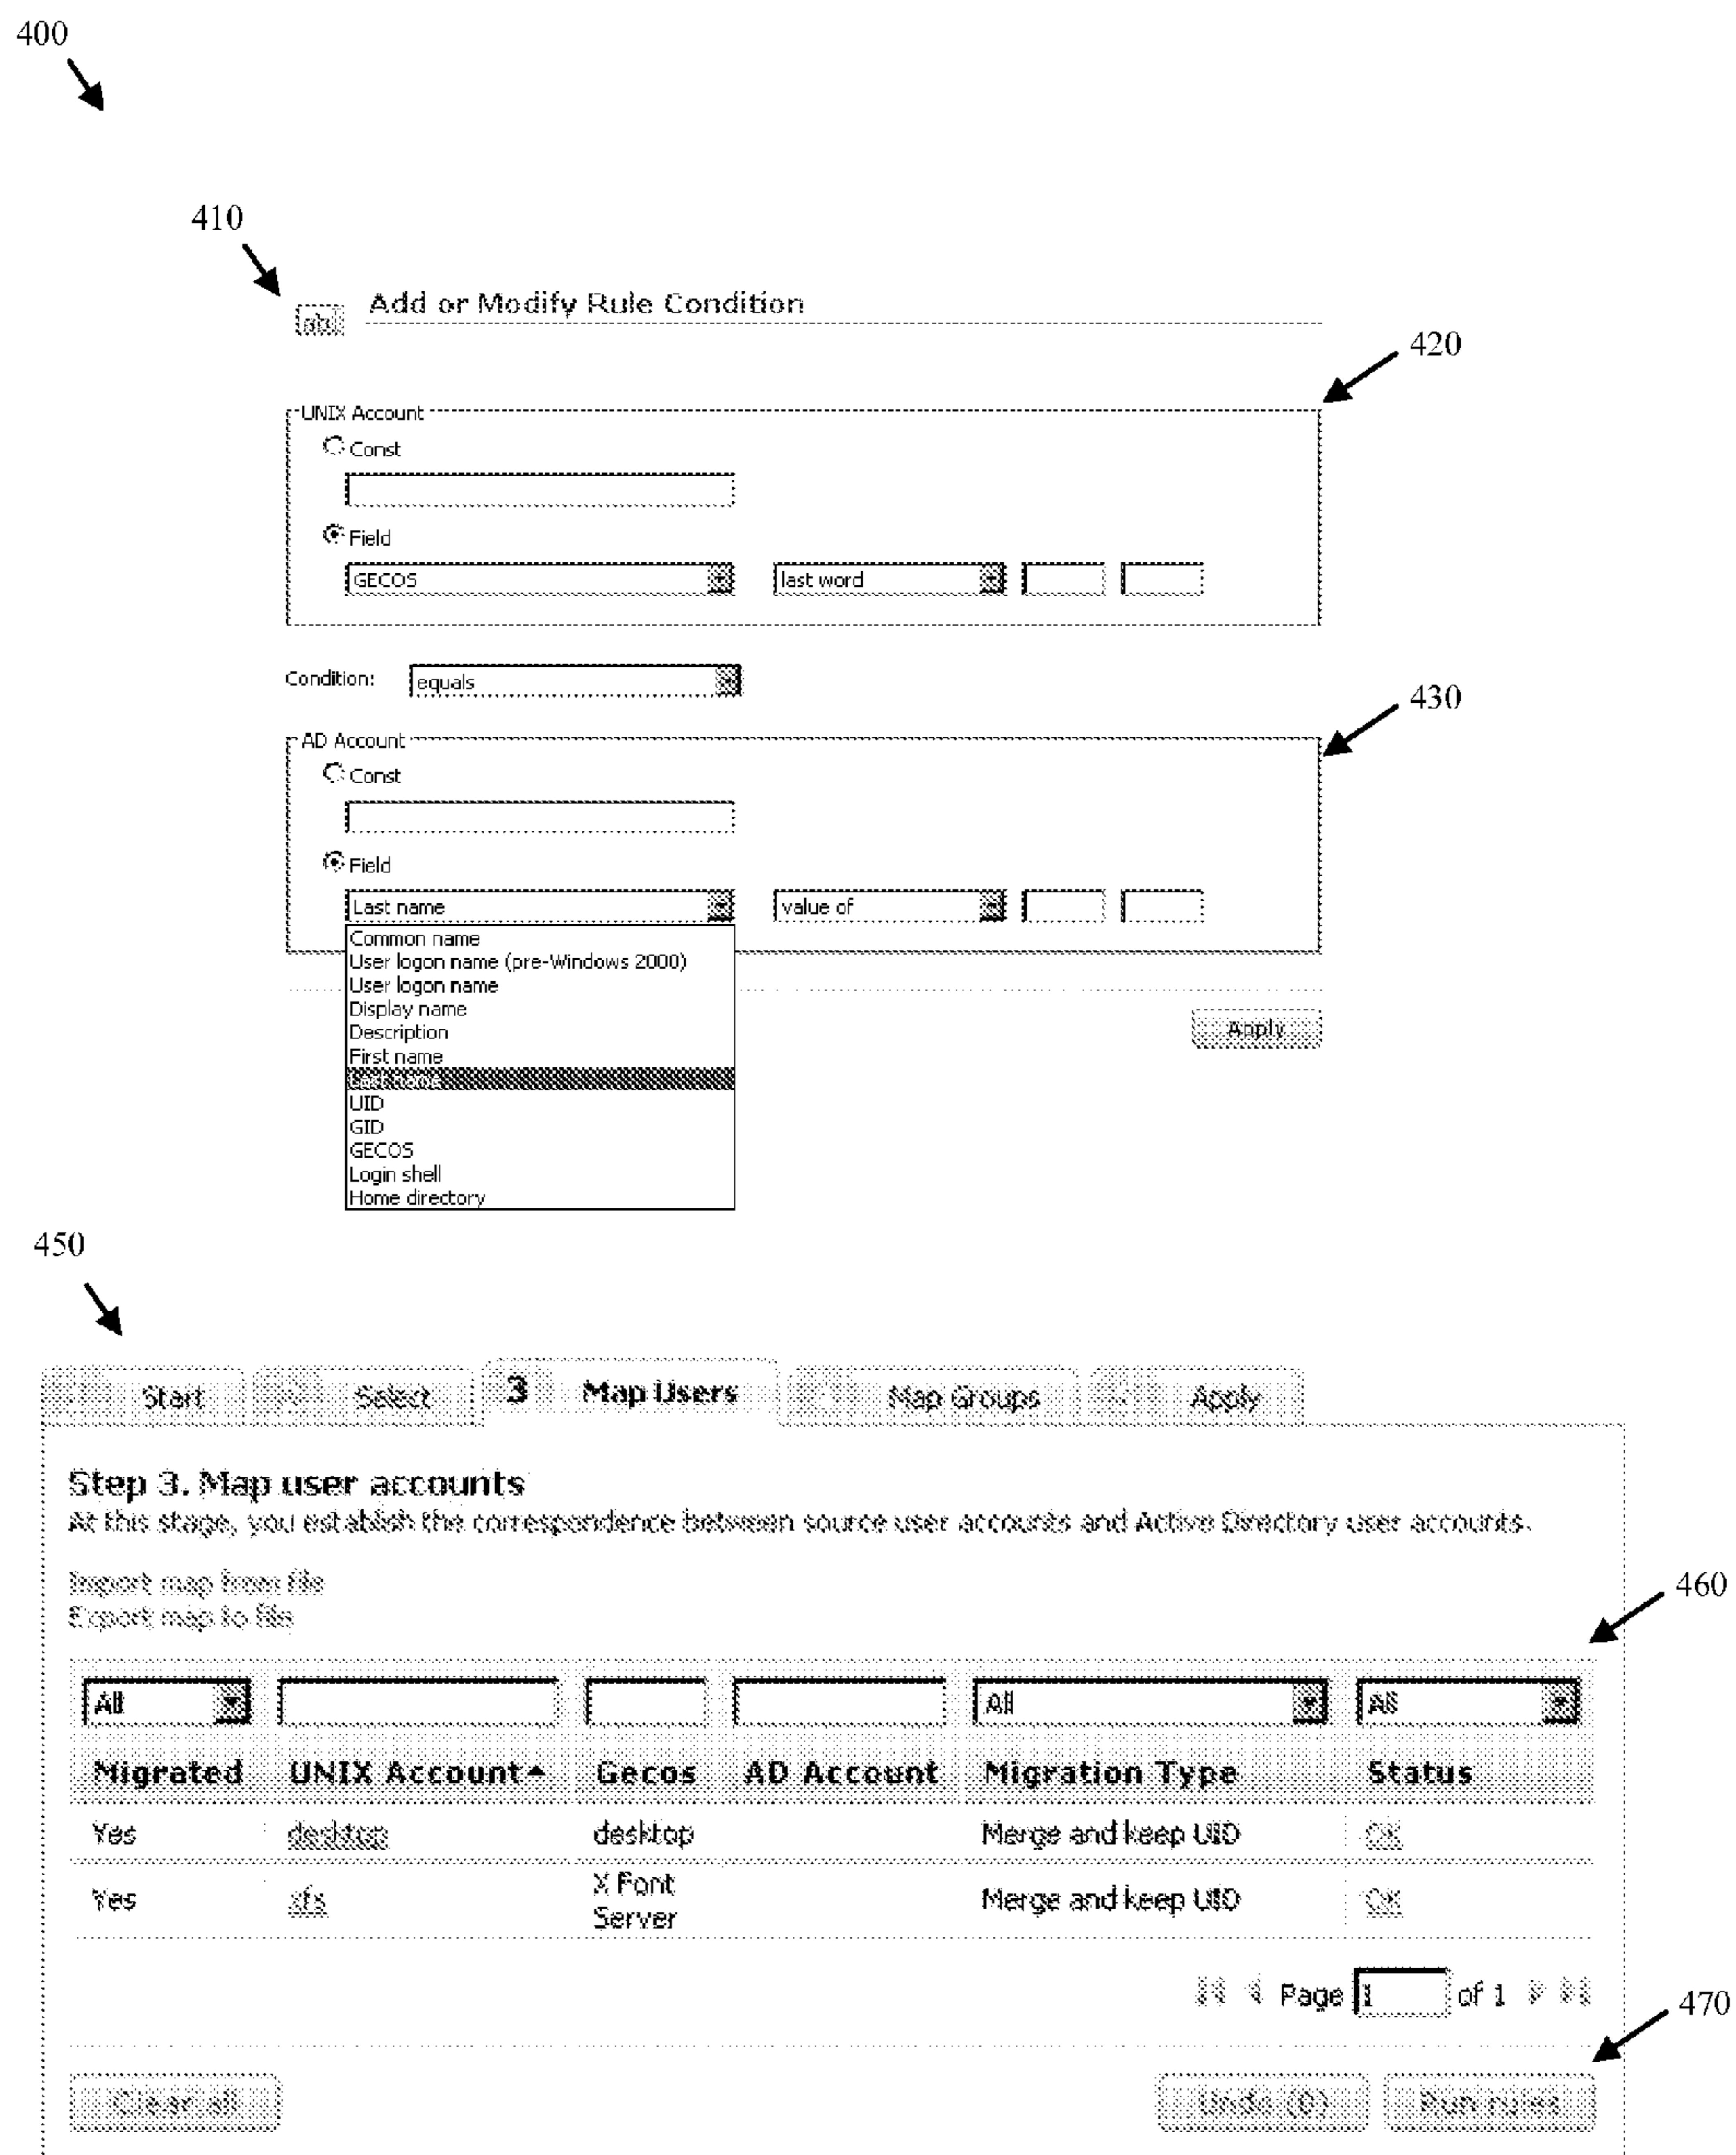 400
410
Add or Modify Rule Condition
420
UNIX Account
Const
Field
GECOS last word
Condition: equals
430
AD Account
Const
Field
Last name value of
Common name
User logon name (pre-Windows 2000)
User logon name
Display name
Description
First name
Last name
UID
GID
GECOS
Login shell
Home directory
Apply
450
Start Select 3 Map Users Map Groups Apply
Step 3. Map user accounts
At this stage, you establish the correspondence between source user accounts and Active Directory user accounts.
Import map from file
Export map to file
460
All All All
Migrated UNIX Account Gecos AD Account Migration Type Status
Yes desktop desktop Merge and keep UID OK
Yes xfs X Font Server Merge and keep UID OK
Page 1 of 1
470
Clear all Undo (0) Run rules